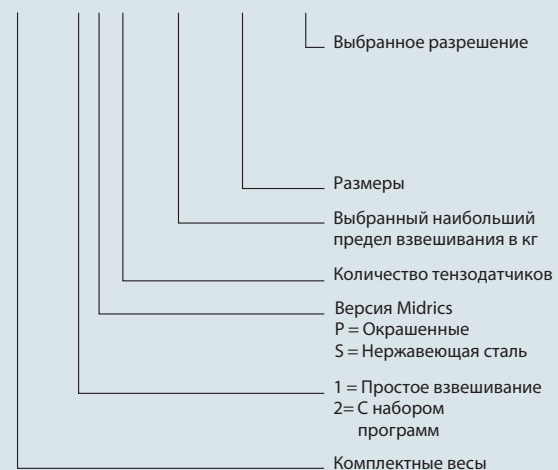 Выбранное разрешение
Размеры
Выбранный наибольший
предел взвешивания в кг
Количество тензодатчиков
Версия Midrics
P = Окрашенные
S = Нержавеющая сталь
1 = Простое взвешивание
2= С набором
программ
Комплектные весы